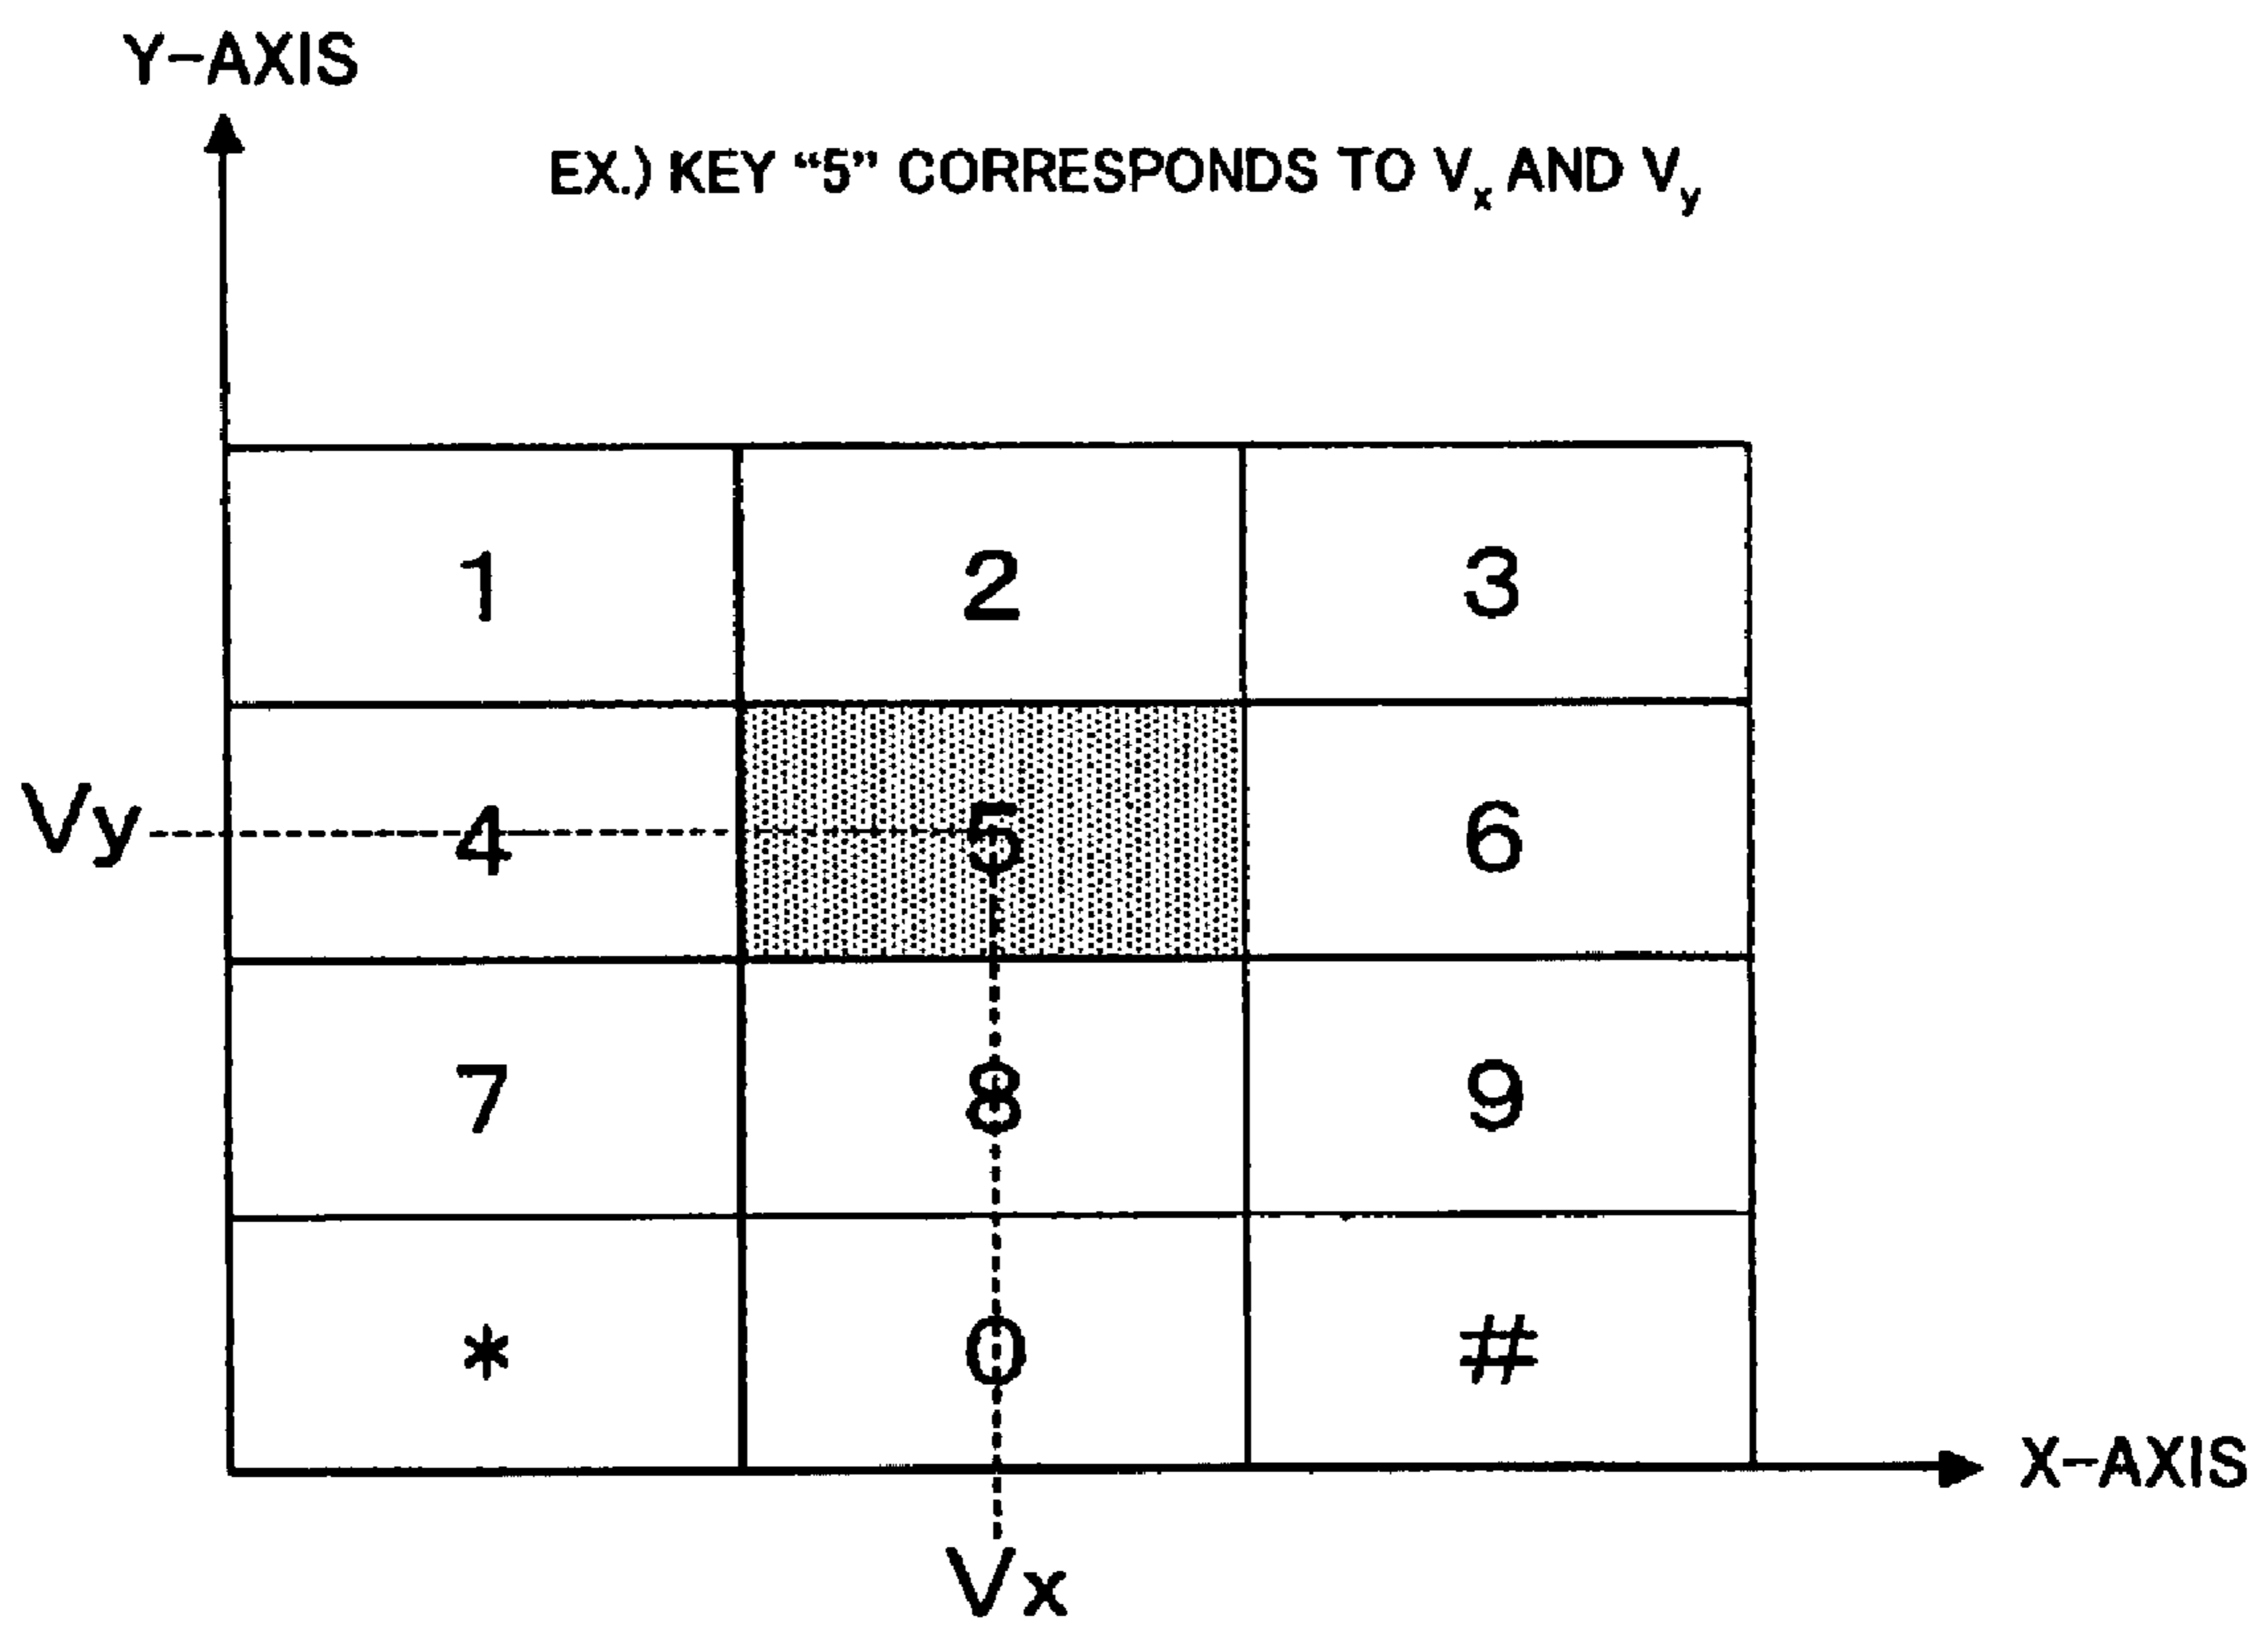 Y-AXIS
EX.) KEY “5” CORRESPONDS TO Vx AND Vy
1 2 3
Vy 4 5 6
7 8 9
* 0 #
X-AXIS
Vx